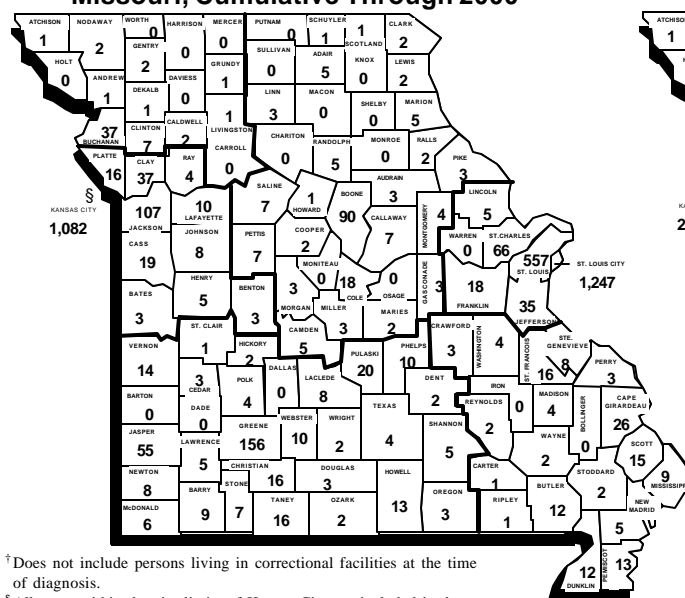 Missouri, Cumulative Through 2000
ATCHISON 1
NODAWAY 2
WORTH 0
HARRISON 0
MERCER 0
PUTNAM 0
SCHUYLER 1
SCOTLAND 1
CLARK 2
HOLT 0
ANDREW 1
GENTRY 2
DEKALB 1
DAVIESS 0
GRUNDY 1
SULLIVAN 0
ADAIR 5
KNOX 0
LEWIS 2
LINN 3
MACON 0
SHELBY 0
MARION 5
BUCHANAN 37
CLINTON 7
CALDWELL 2
LIVINGSTON 1
CARROLL 0
CHARITON 0
RANDOLPH 5
MONROE 0
RALLS 2
PIKE 3
PLATTE 16
CLAY 37
RAY 4
§
KANSAS CITY
1,082
JACKSON 107
LAFAYETTE 10
SALINE 7
HOWARD 1
BOONE 90
AUDRAIN 3
CALLAWAY 7
MONTGOMERY 4
LINCOLN 5
WARREN 0
ST.CHARLES 66
ST. LOUIS 557
ST. LOUIS CITY
1,247
CASS 19
JOHNSON 8
PETTIS 7
COOPER 2
MONITEAU 0
COLE 18
OSAGE 0
GASCONADE 3
FRANKLIN 18
JEFFERSON 35
BATES 3
HENRY 5
BENTON 3
MORGAN 3
MILLER 3
MARIES 2
CAMDEN 5
VERNON 14
ST. CLAIR 1
HICKORY 2
PULASKI 20
PHELPS 10
CRAWFORD 3
WASHINGTON 4
ST. FRANCOIS 16
STE. GENEVIEVE 8
PERRY 3
BARTON 0
CEDAR 3
DADE 0
POLK 4
DALLAS 0
LACLEDE 8
TEXAS 4
DENT 2
IRON 0
REYNOLDS 2
MADISON 4
BOLLINGER 0
CAPE GIRARDEAU 26
JASPER 55
LAWRENCE 5
GREENE 156
WEBSTER 10
WRIGHT 2
SHANNON 5
WAYNE 2
SCOTT 15
STODDARD 2
MISSISSIPPI 9
NEWTON 8
CHRISTIAN 16
DOUGLAS 3
HOWELL 13
CARTER 1
BUTLER 12
NEW MADRID 5
McDONALD 6
BARRY 9
STONE 7
TANEY 16
OZARK 2
OREGON 3
RIPLEY 1
DUNKLIN 12
PEMISCOT 13
† Does not include persons living in correctional facilities at the time
of diagnosis.